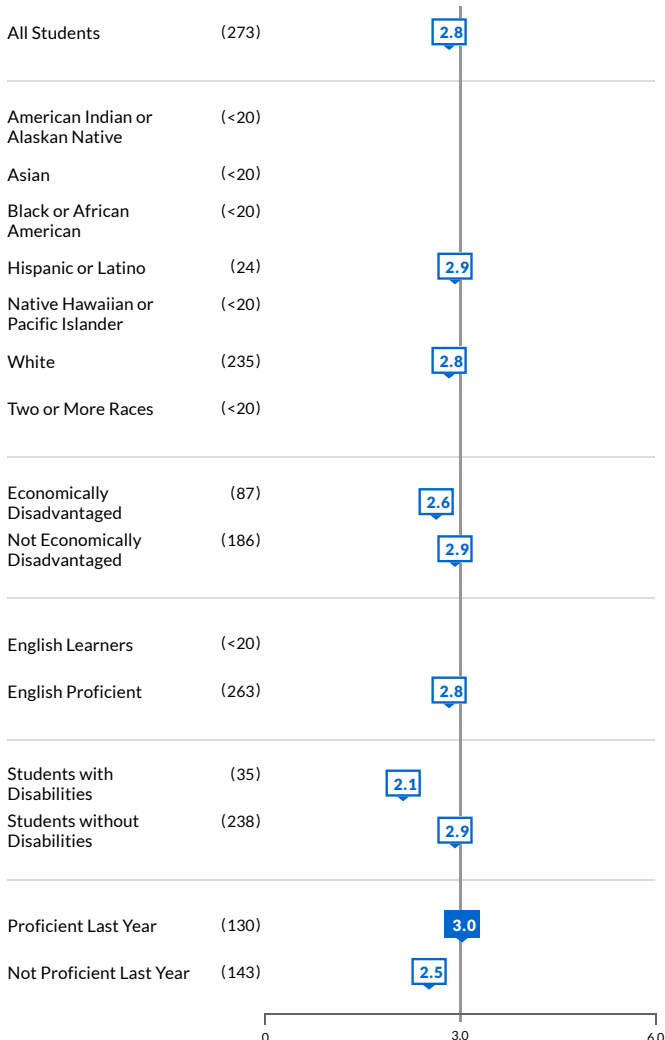 All Students (273) 2.8
American Indian or (<20)
Alaskan Native
Asian (<20)
Black or African (<20)
American
Hispanic or Latino (24) 2.9
Native Hawaiian or (<20)
Pacific Islander
White (235) 2.8
Two or More Races (<20)
Economically (87) 2.6
Disadvantaged
Not Economically (186) 2.9
Disadvantaged
English Learners (<20)
English Proficient (263) 2.8
Students with (35) 2.1
Disabilities
Students without (238) 2.9
Disabilities
Proficient Last Year (130) 3.0
Not Proficient Last Year (143) 2.5
0 3.0 6.0